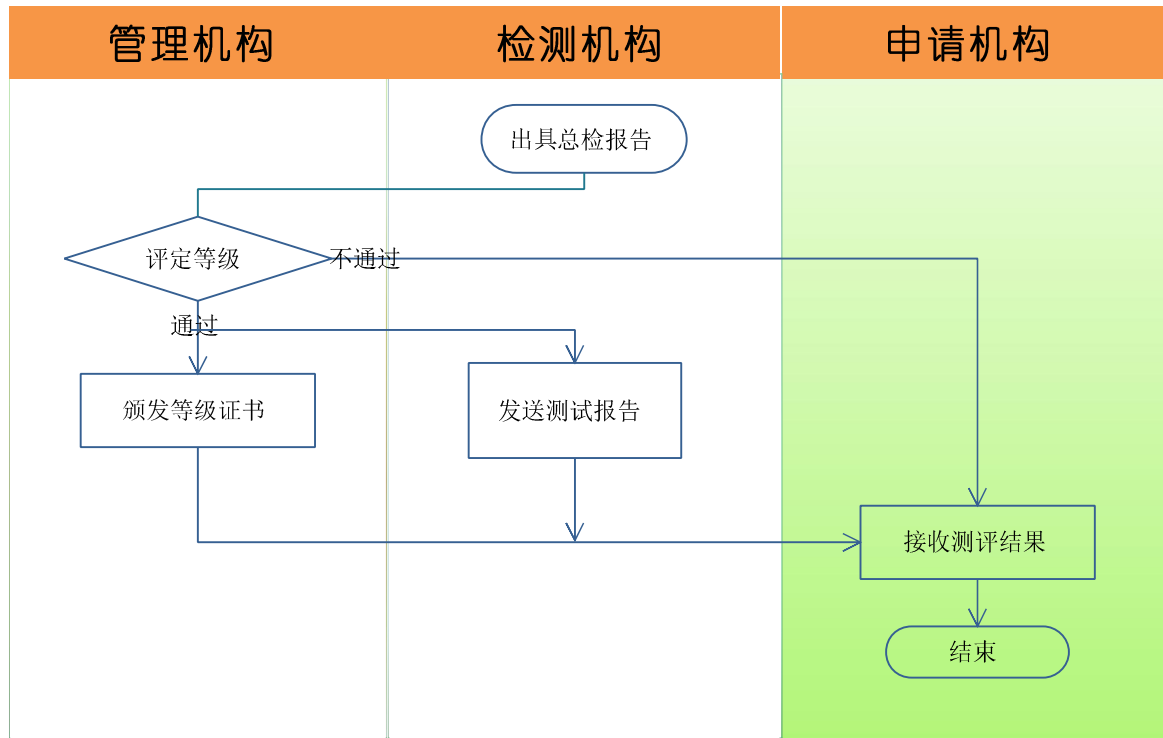 管理机构
检测机构
申请机构
出具总检报告
评定等级
不通过
通过
颁发等级证书
发送测试报告
接收测评结果
结束